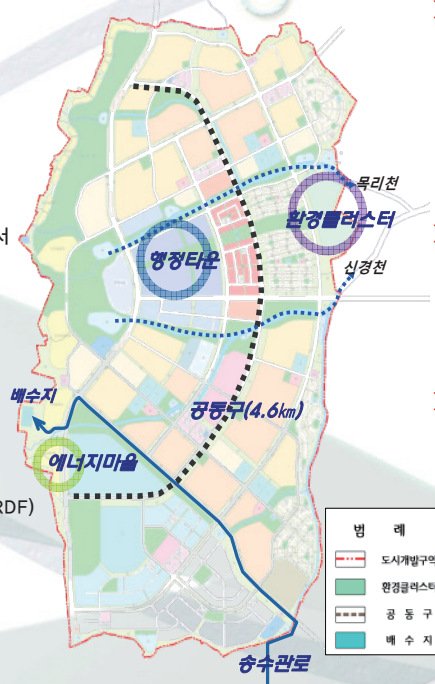 서
목리천
환경클러스터
행정타운
신경천
배수지
공동구(4.6km)
에너지마을
RDF)
범 례
도시개발구역
환경클러스터
공 동 구
배 수 지
송수관로